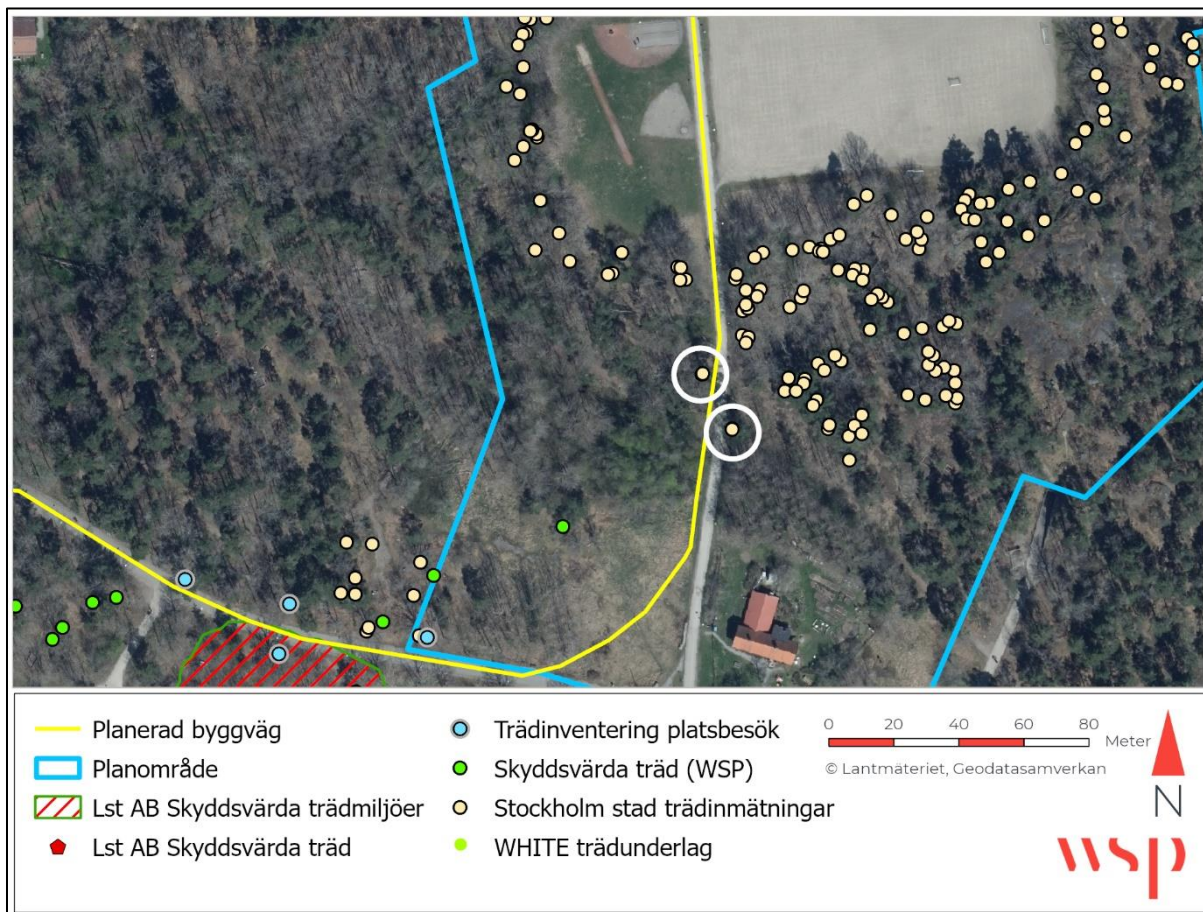 Planerad byggväg
Planområde
Lst AB Skyddsvärda trädmiljöer
Lst AB Skyddsvärda träd
Trädinventering platsbesök
Skyddsvärda träd (WSP)
Stockholm stad trädinmätningar
WHITE trädunderlag
0 20 40 60 80
Meter
© Lantmäteriet, Geodatasamverkan
N
wsp